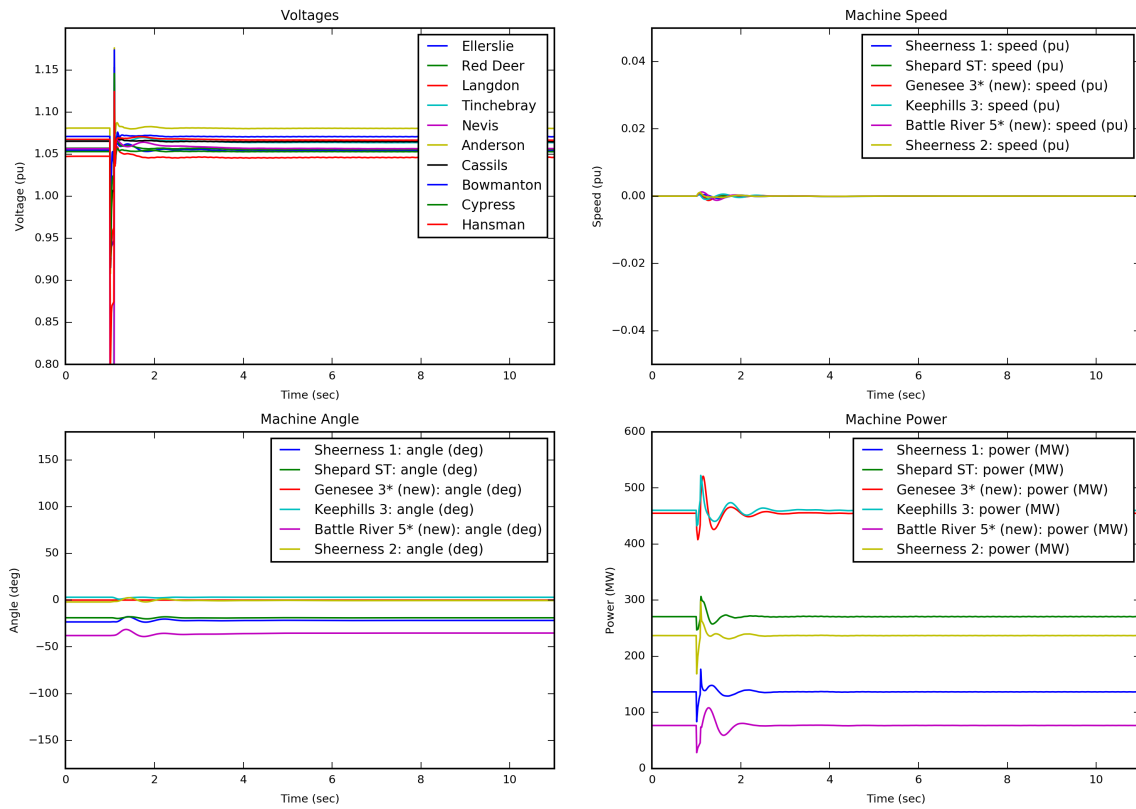 Voltages
1.15
1.10
1.05
1.00
0.95
0.90
0.85
0.80
Voltage (pu)
0 2 4 6 8 10
Time (sec)
Ellerslie
Red Deer
Langdon
Tinchebray
Nevis
Anderson
Cassils
Bowmanton
Cypress
Hansman
Machine Speed
0.04
0.02
0.00
−0.02
−0.04
Speed (pu)
0 2 4 6 8 10
Time (sec)
Sheerness 1: speed (pu)
Shepard ST: speed (pu)
Genesee 3* (new): speed (pu)
Keephills 3: speed (pu)
Battle River 5* (new): speed (pu)
Sheerness 2: speed (pu)
Machine Angle
150
100
50
0
−50
−100
−150
Angle (deg)
0 2 4 6 8 10
Time (sec)
Sheerness 1: angle (deg)
Shepard ST: angle (deg)
Genesee 3* (new): angle (deg)
Keephills 3: angle (deg)
Battle River 5* (new): angle (deg)
Sheerness 2: angle (deg)
Machine Power
600
500
400
300
200
100
0
Power (MW)
0 2 4 6 8 10
Time (sec)
Sheerness 1: power (MW)
Shepard ST: power (MW)
Genesee 3* (new): power (MW)
Keephills 3: power (MW)
Battle River 5* (new): power (MW)
Sheerness 2: power (MW)